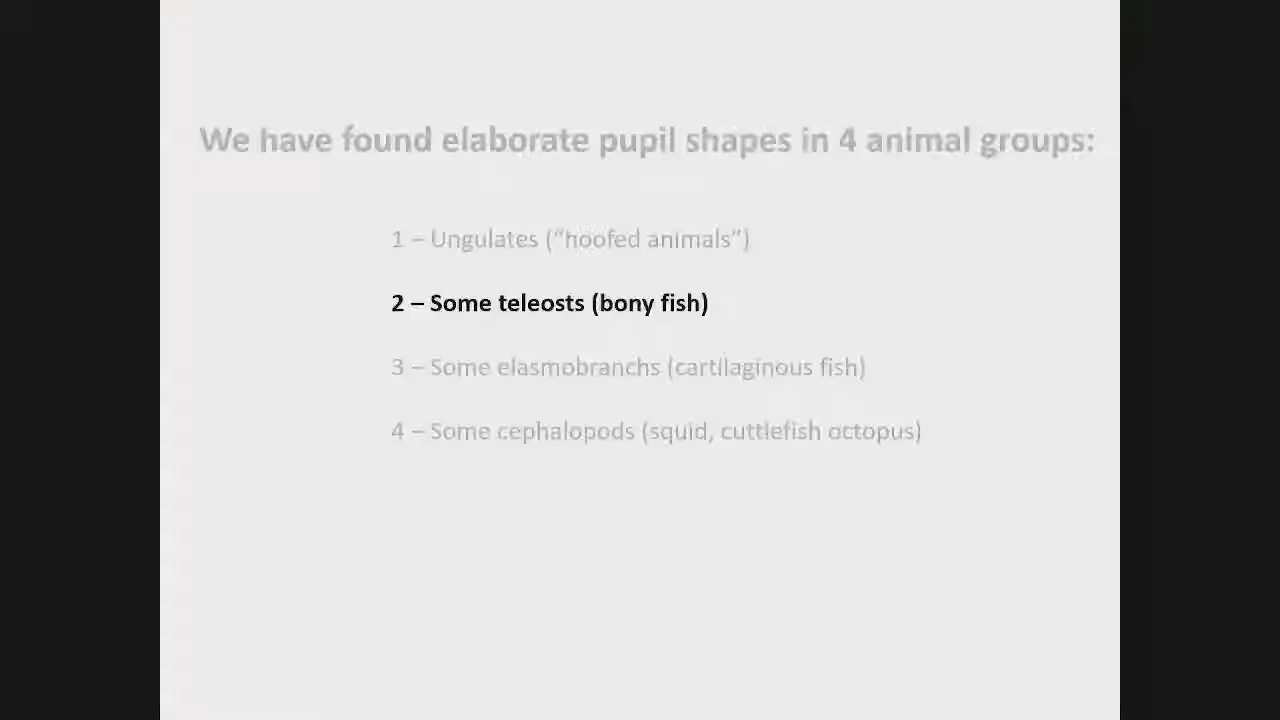 We have found elaborate pupil shapes in 4 animal groups:
1 – Ungulates (“hoofed animals”)
2 – Some teleosts (bony fish)
3 – Some elasmobranchs (cartilaginous fish)
4 – Some cephalopods (squid, cuttlefish octopus)